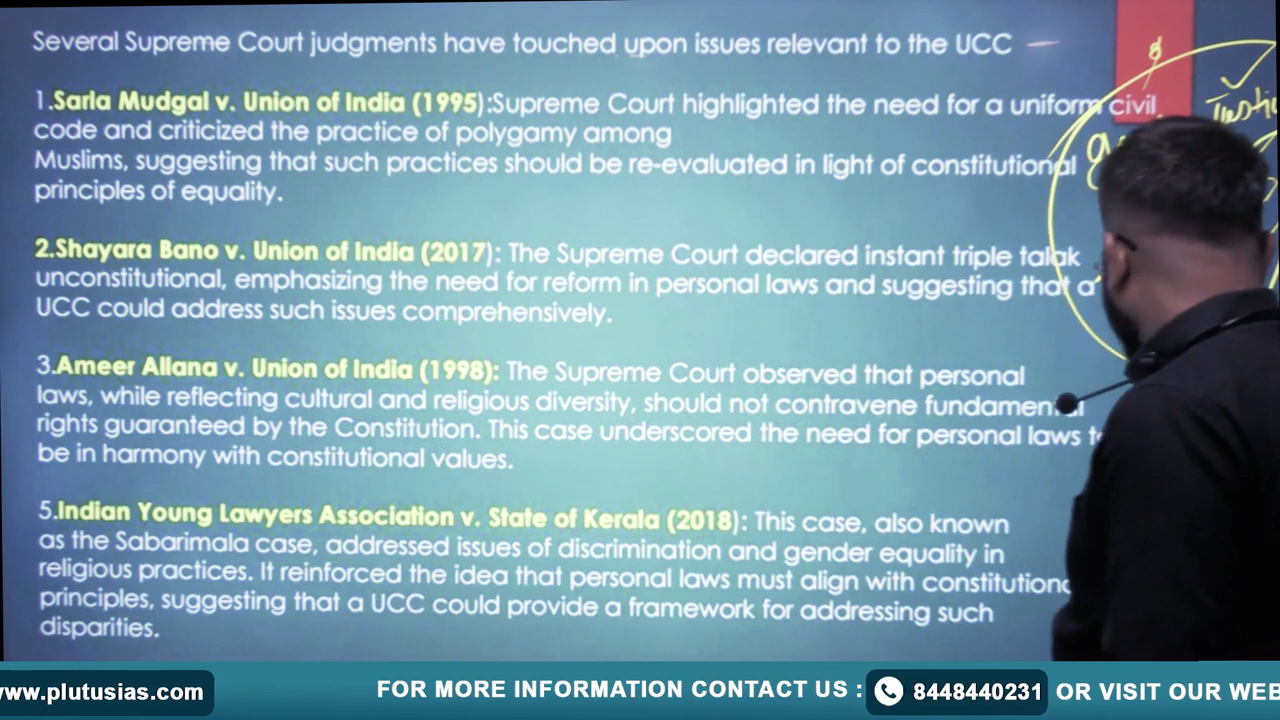 Several Supreme Court judgments have touched upon issues relevant to the UCC
1.Sarla Mudgal v. Union of India (1995):Supreme Court highlighted the need for a uniform civil
code and criticized the practice of polygamy among
Muslims, suggesting that such practices should be re-evaluated in light of constitutional
principles of equality.
2.Shayara Bano v. Union of India (2017): The Supreme Court declared instant triple talak
unconstitutional, emphasizing the need for reform in personal laws and suggesting that a
UCC could address such issues comprehensively.
3.Ameer Allana v. Union of India (1998): The Supreme Court observed that personal
laws, while reflecting cultural and religious diversity, should not contravene
rights guaranteed by the Constitution. This case underscored the need for personal laws
be in harmony with constitutional values.
5.Indian Young Lawyers Association v. State of Kerala (2018): This case, also known
as the Sabarimala case, addressed issues of discrimination and gender equality in
religious practices. It reinforced the idea that personal laws must align with
principles, suggesting that a UCC could provide a framework for addressing such
disparities.
www.plutusias.com FOR MORE INFORMATION CONTACT US : 8448440231 OR VISIT OUR WEB